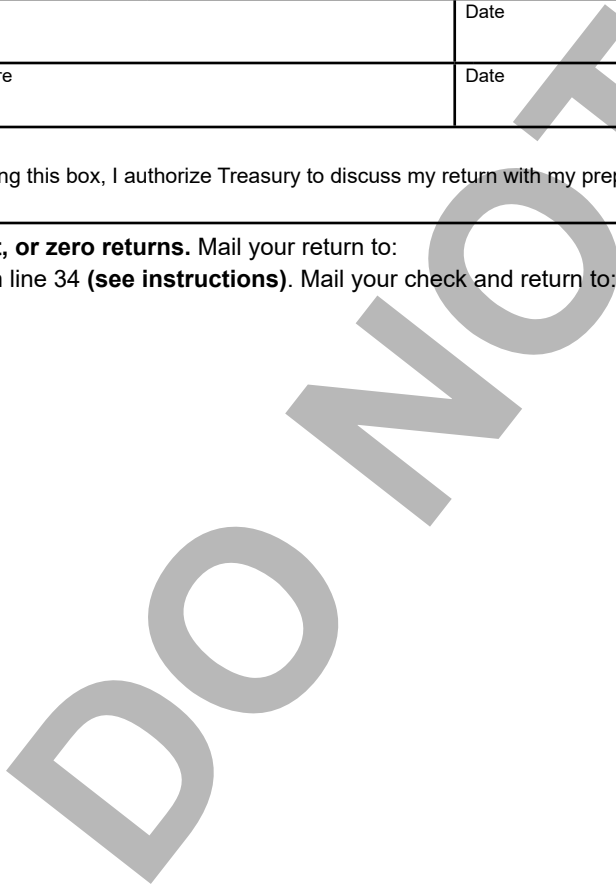 Date
re
Date
ng this box, I authorize Treasury to discuss my return with my prep
, or zero returns. Mail your return to:
line 34 (see instructions). Mail your check and return to:
DO NOT